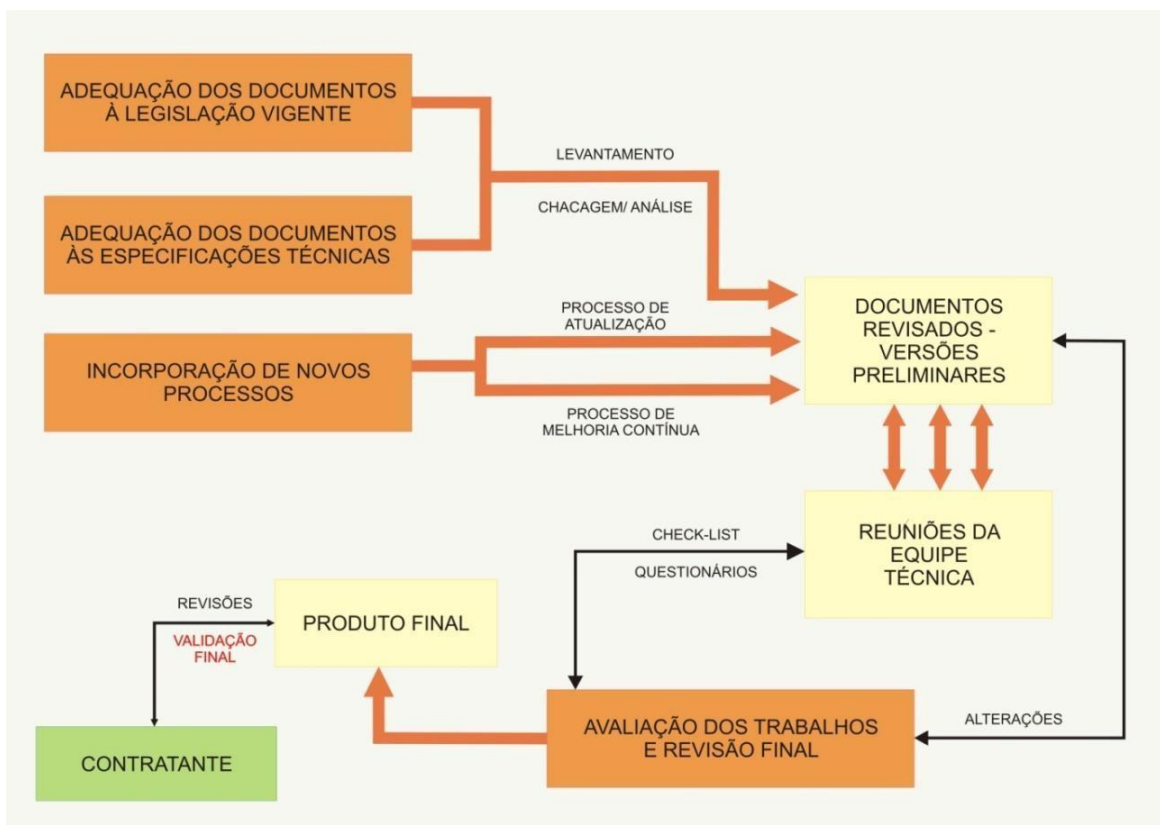 ADEQUAÇÃO DOS DOCUMENTOS
À LEGISLAÇÃO VIGENTE
LEVANTAMENTO
CHACAGEM/ ANÁLISE
ADEQUAÇÃO DOS DOCUMENTOS
ÀS ESPECIFICAÇÕES TÉCNICAS
PROCESSO DE
ATUALIZAÇÃO
DOCUMENTOS
REVISADOS -
VERSÕES
PRELIMINARES
INCORPORAÇÃO DE NOVOS
PROCESSOS
PROCESSO DE
MELHORIA CONTÍNUA
CHECK-LIST
QUESTIONÁRIOS
REUNIÕES DA
EQUIPE
TÉCNICA
REVISÕES
VALIDAÇÃO
FINAL
PRODUTO FINAL
AVALIAÇÃO DOS TRABALHOS
E REVISÃO FINAL
ALTERAÇÕES
CONTRATANTE